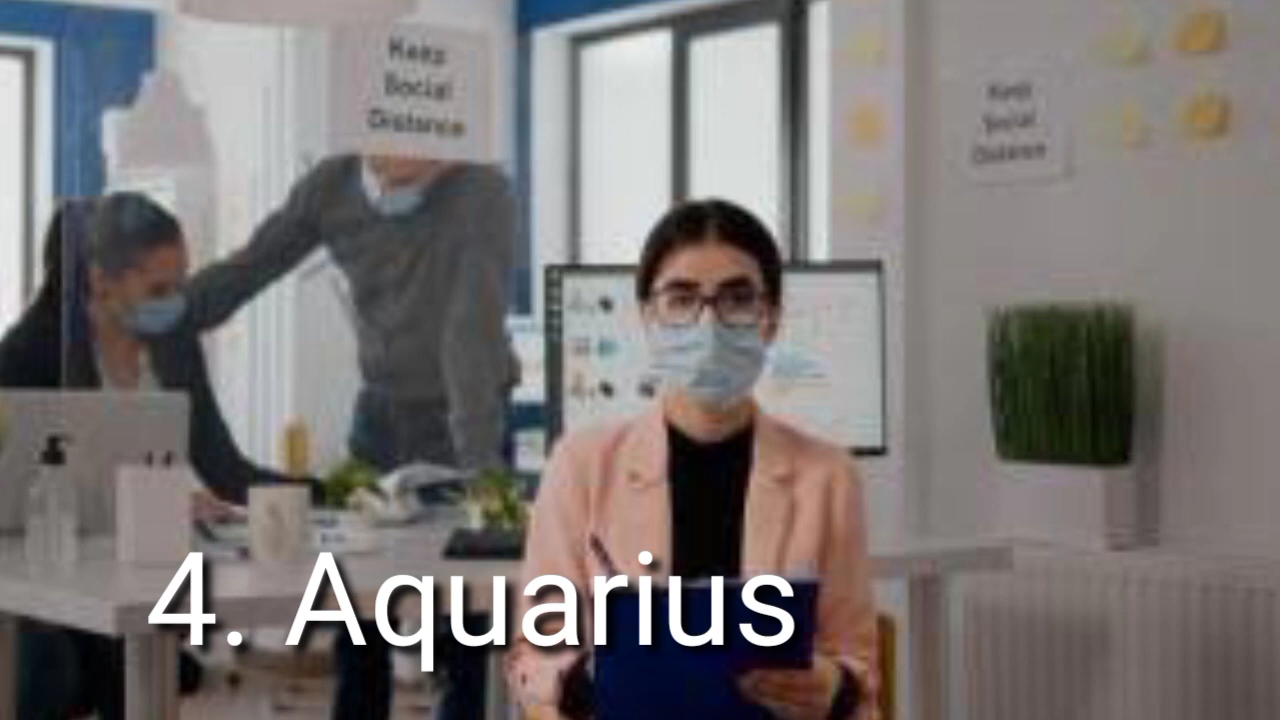 Keep
Social
Distance
Keep
Social
Distance
4. Aquarius